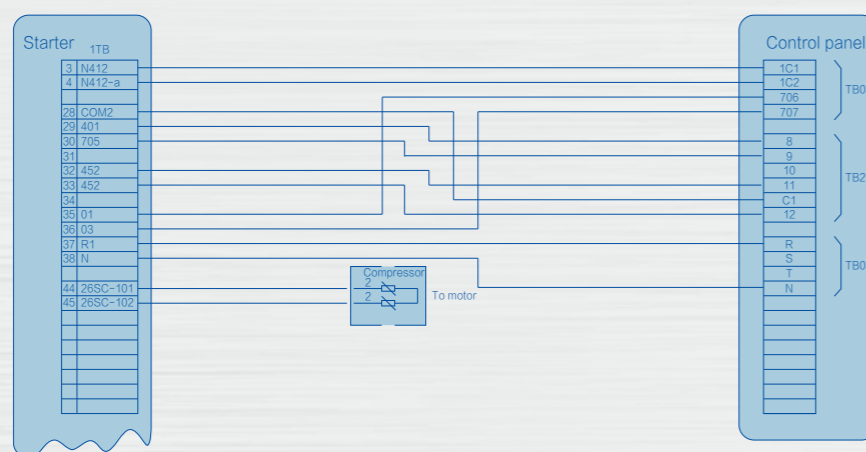 Starter
1TB
3 N412
4 N412-a
28 COM2
29 401
30 705
31
32 452
33 452
34
35 01
36 03
37 R1
38 N
44 26SC-101
45 26SC-102
Compressor
2
2
To motor
Control panel
1C1
1C2
706
707
TB0
8
9
10
11
C1
12
TB2
R
S
T
N
TB0